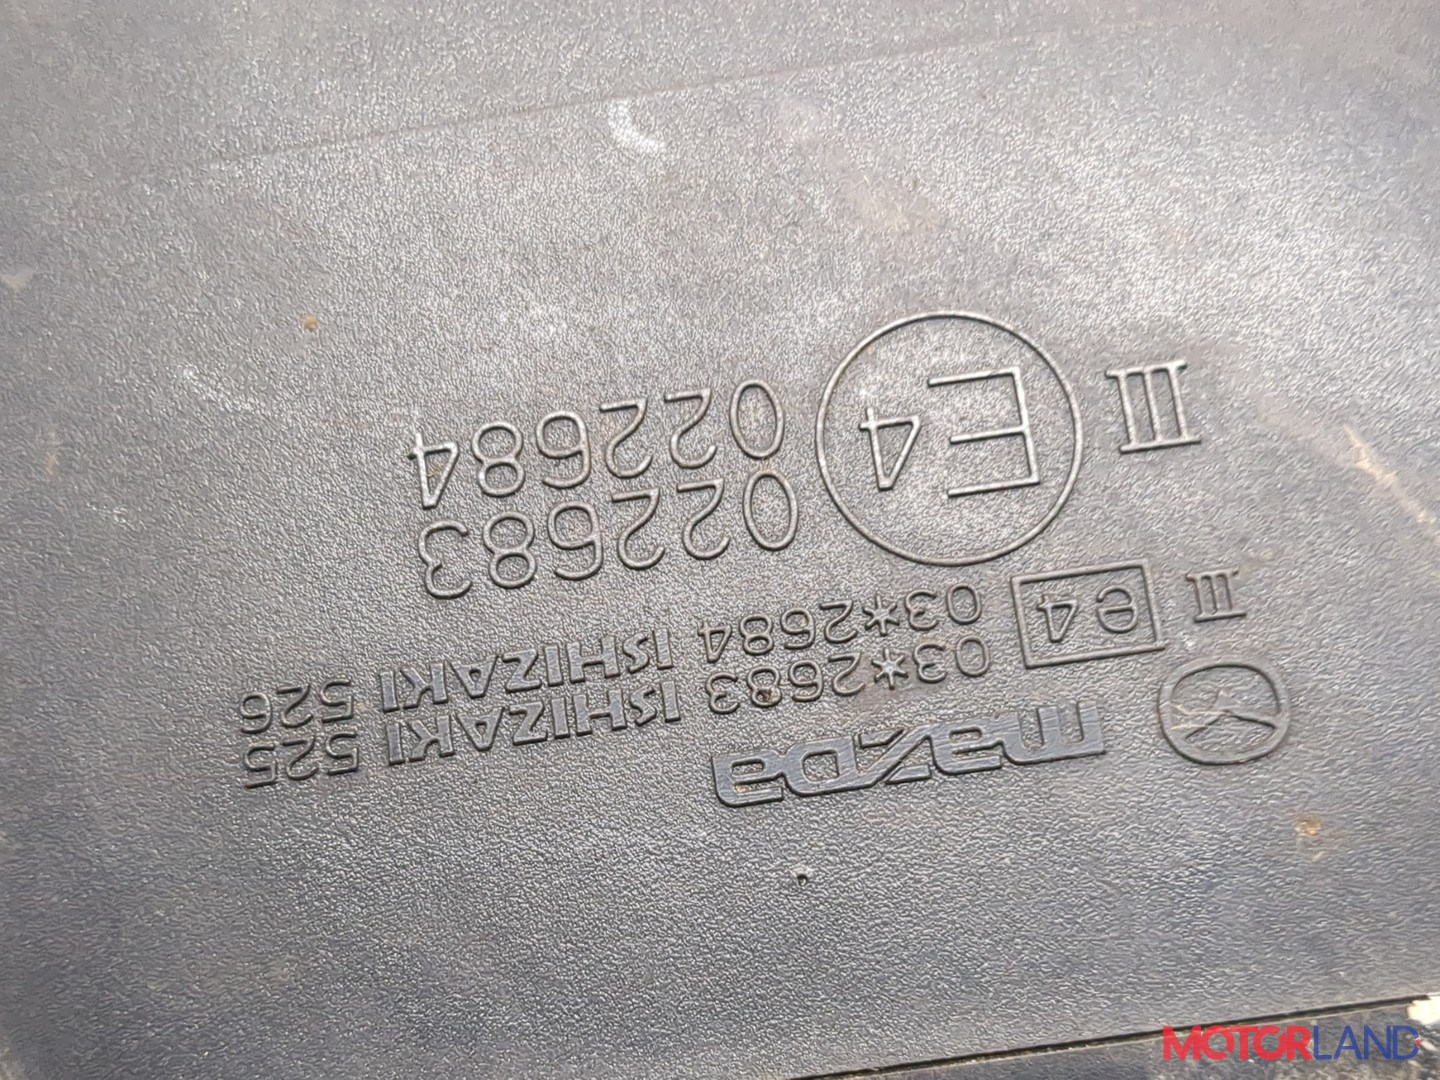 mazda
III e4 03*2683 ISHIZAKI 525
03*2684 ISHIZAKI 526
III E4 022683
022684
MOTORLAND